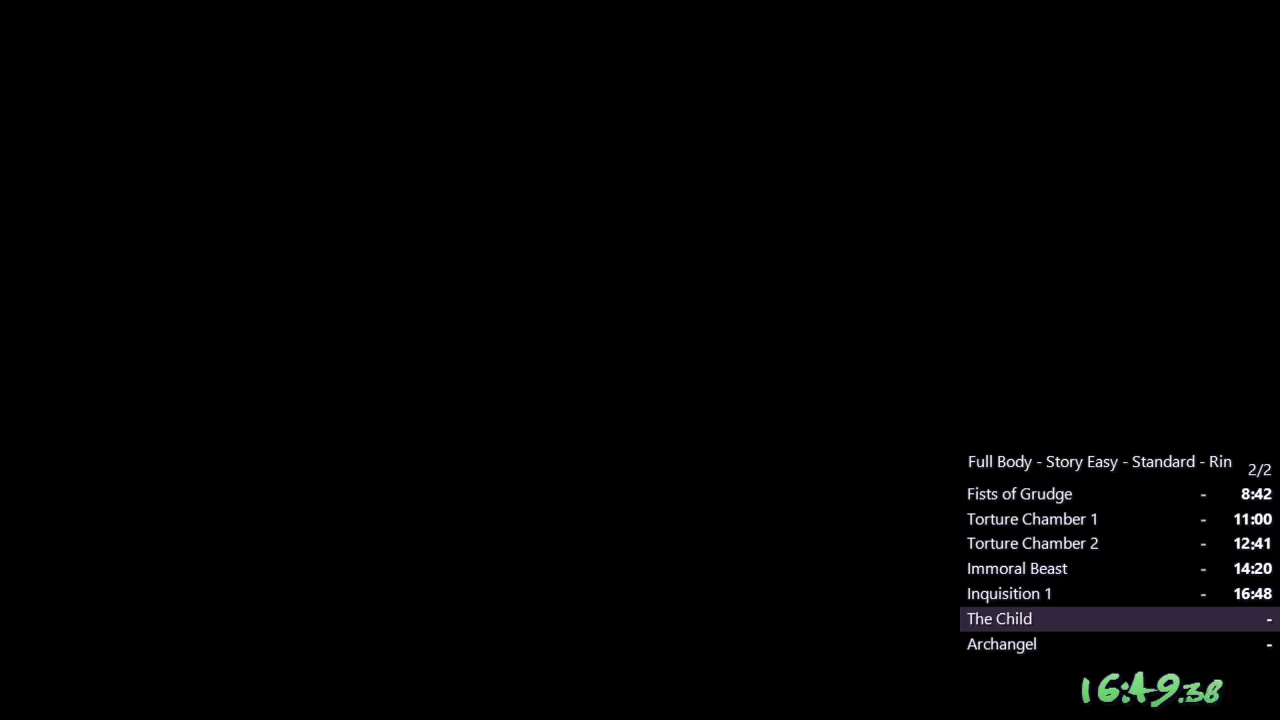 Full Body - Story Easy - Standard - Rin 2/2
Fists of Grudge - 8:42
Torture Chamber 1 - 11:00
Torture Chamber 2 - 12:41
Immoral Beast - 14:20
Inquisition 1 - 16:48
The Child -
Archangel -
16:49.38